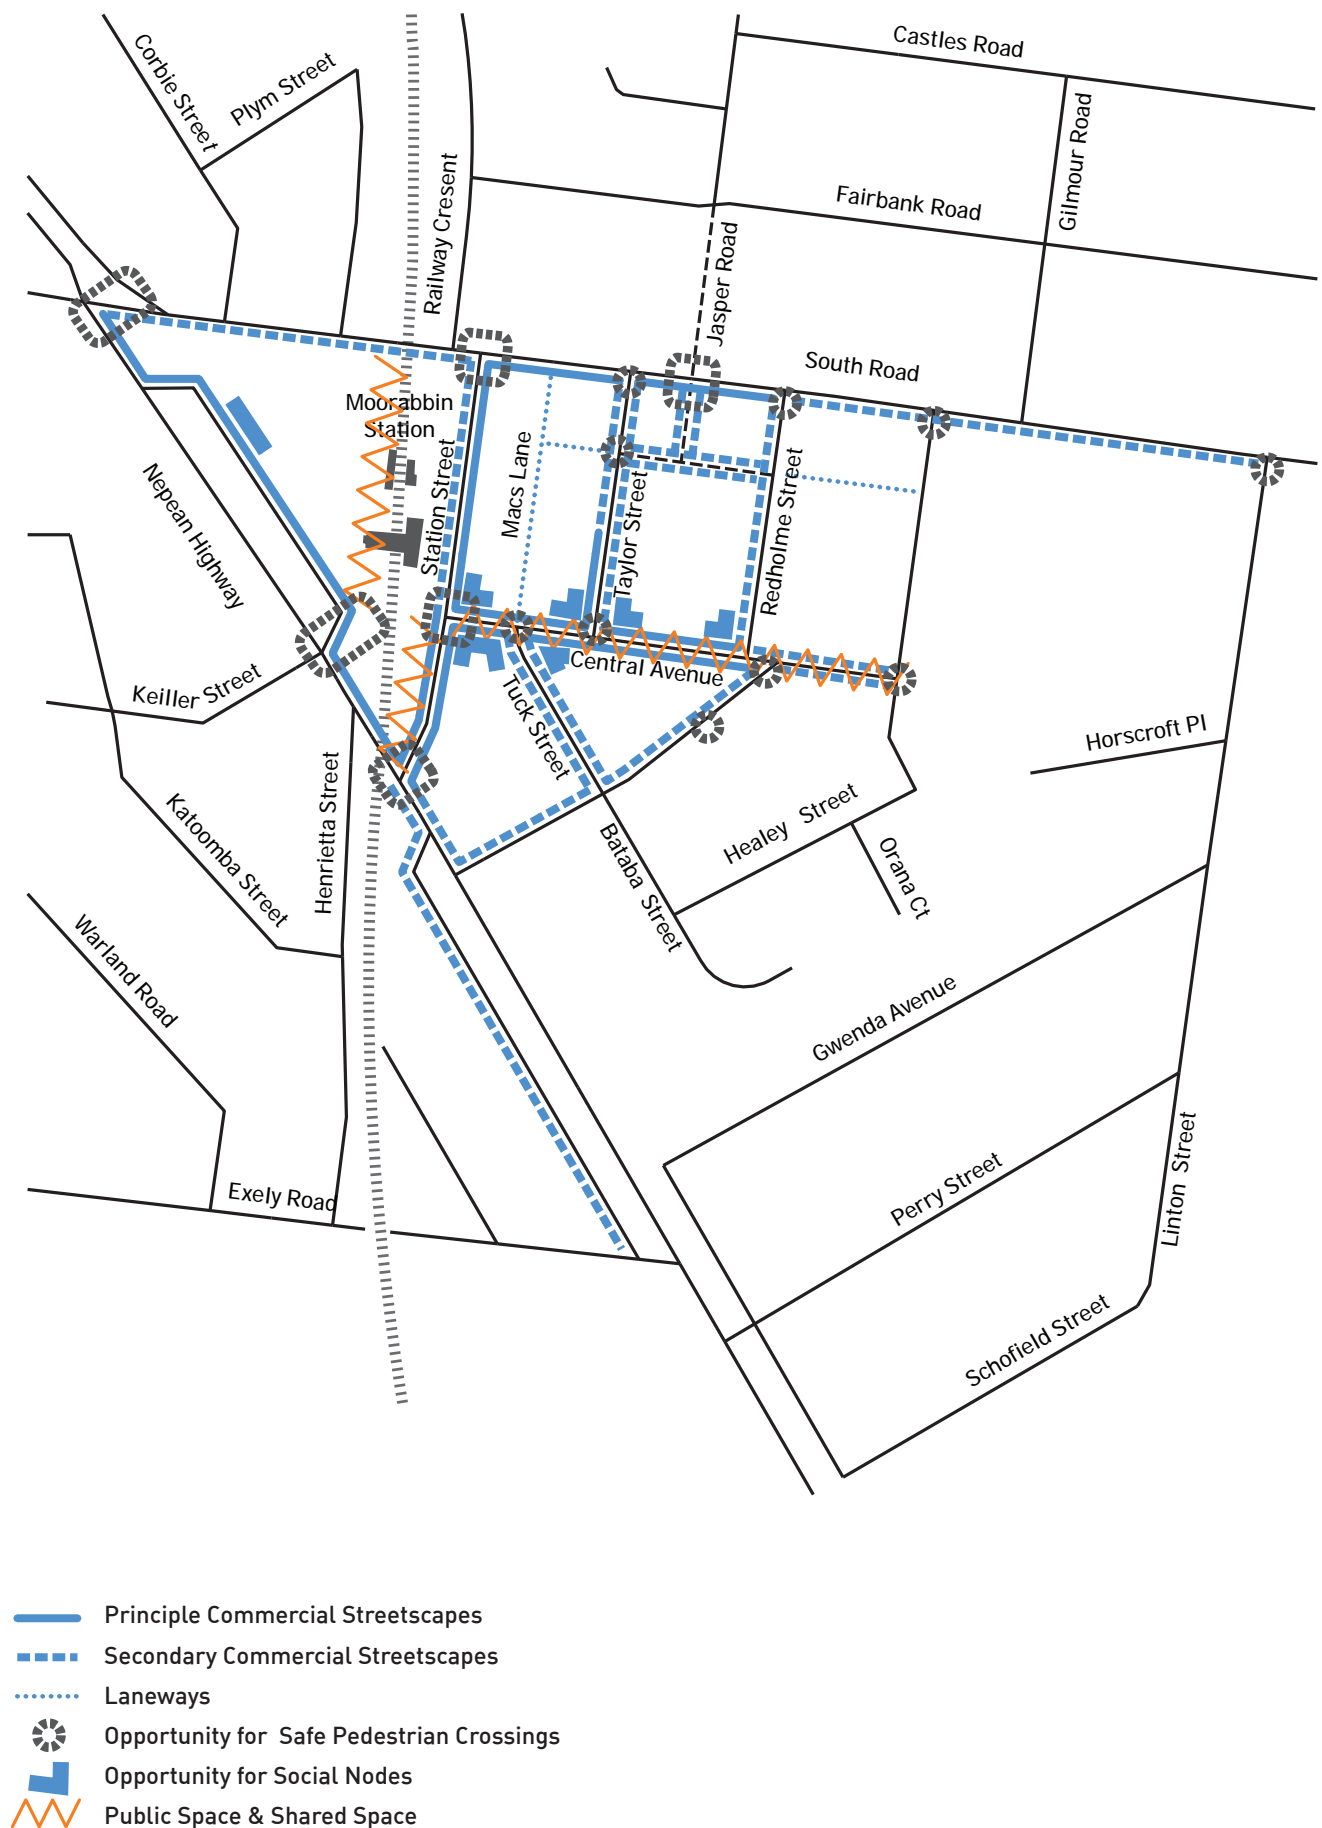 Castles Road
Corbie Street
Plym Street
Gilmour Road
Railway Cresent
Fairbank Road
Jasper Road
South Road
Moorabbin
Station
Station Street
Macs Lane
Nepean Highway
Taylor Street
Redholme Street
Central Avenue
Keiller Street
Tuck Street
Horscroft Pl
Henrietta Street
Katoomba Street
Healey Street
Bataba Street
Orana Ct
Warland Road
Gwenda Avenue
Perry Street
Linton Street
Exely Road
Schofield Street
Principle Commercial Streetscapes
Secondary Commercial Streetscapes
Laneways
Opportunity for Safe Pedestrian Crossings
Opportunity for Social Nodes
Public Space & Shared Space